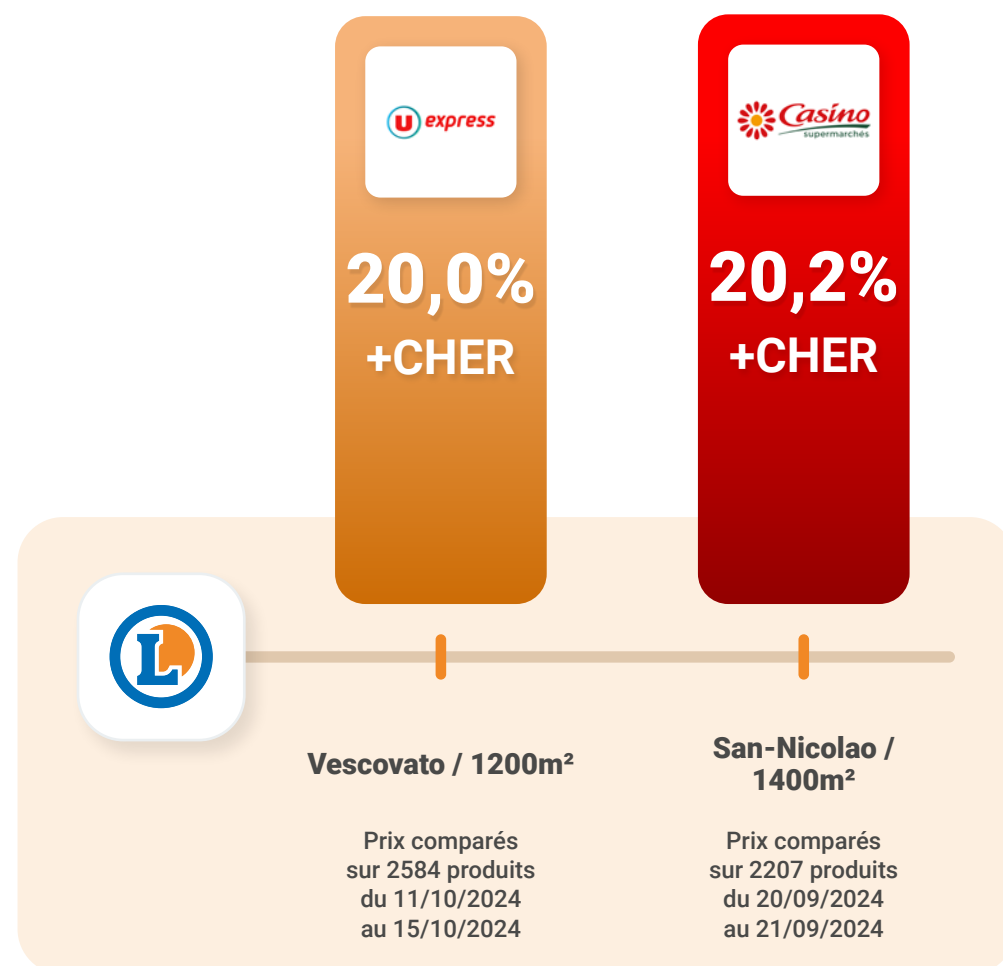 U express
Casino
supermarchés
20,0%
+CHER
20,2%
+CHER
L
Vescovato / 1200m²
San-Nicolao /
1400m²
Prix comparés
sur 2584 produits
du 11/10/2024
au 15/10/2024
Prix comparés
sur 2207 produits
du 20/09/2024
au 21/09/2024